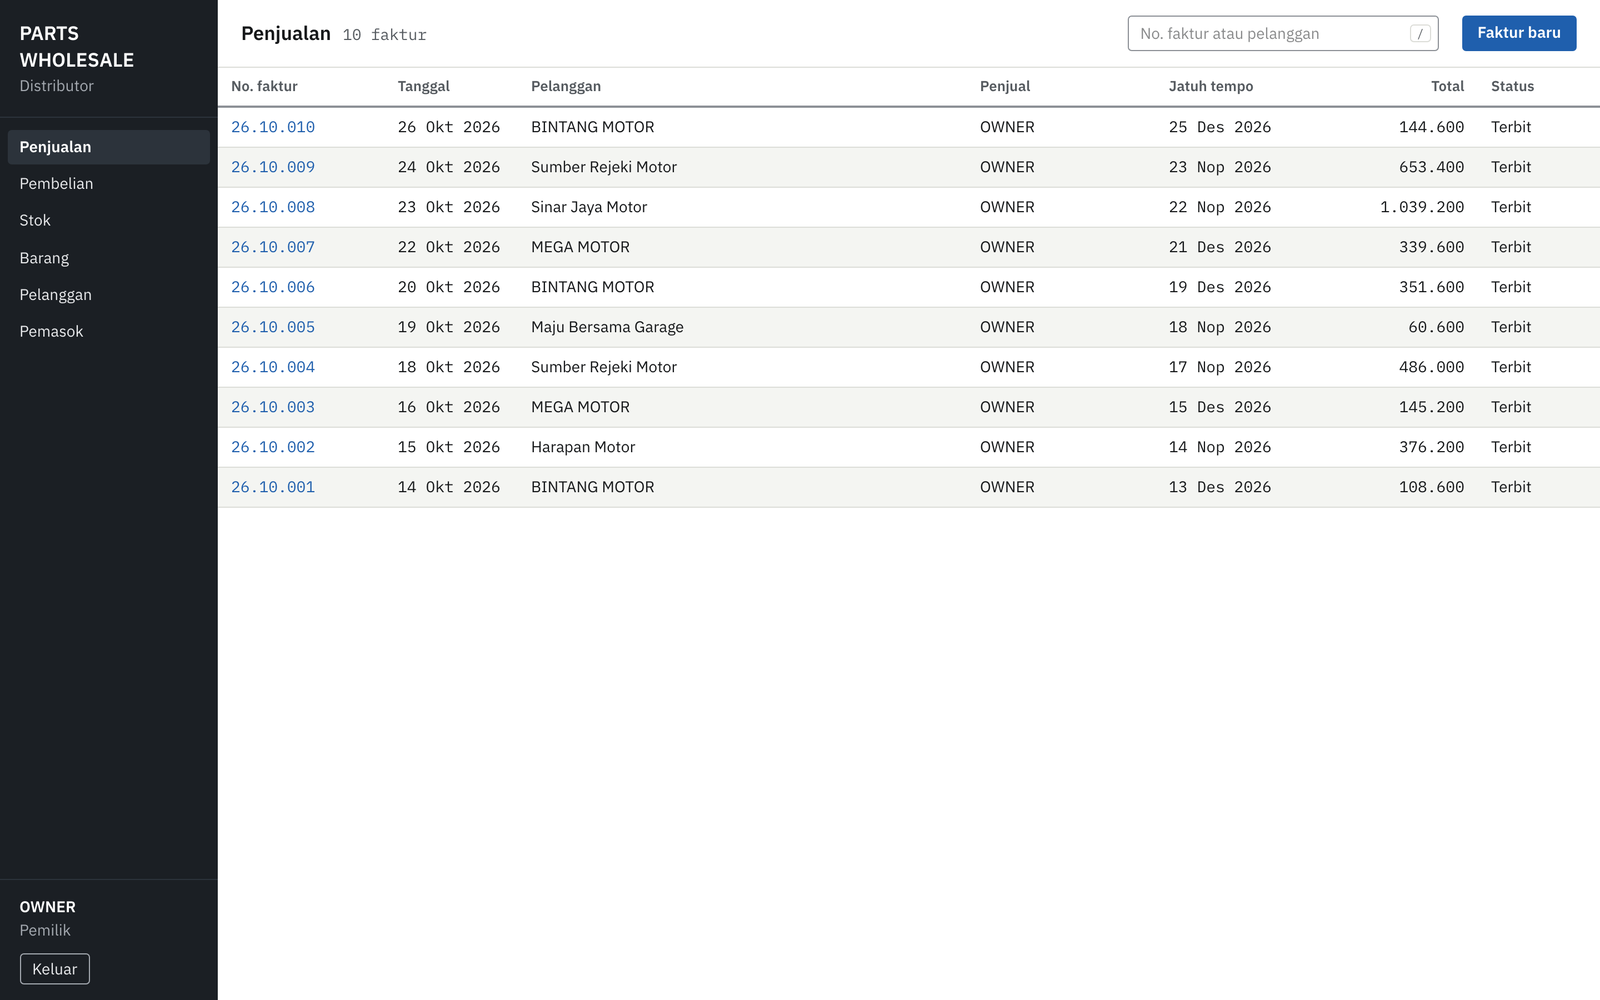 PARTS
WHOLESALE
Distributor
Penjualan
Pembelian
Stok
Barang
Pelanggan
Pemasok
OWNER
Pemilik
Keluar
Penjualan 10 faktur No. faktur atau pelanggan / Faktur baru
No. faktur Tanggal Pelanggan Penjual Jatuh tempo Total Status
26.10.010 26 Okt 2026 BINTANG MOTOR OWNER 25 Des 2026 144.600 Terbit
26.10.009 24 Okt 2026 Sumber Rejeki Motor OWNER 23 Nop 2026 653.400 Terbit
26.10.008 23 Okt 2026 Sinar Jaya Motor OWNER 22 Nop 2026 1.039.200 Terbit
26.10.007 22 Okt 2026 MEGA MOTOR OWNER 21 Des 2026 339.600 Terbit
26.10.006 20 Okt 2026 BINTANG MOTOR OWNER 19 Des 2026 351.600 Terbit
26.10.005 19 Okt 2026 Maju Bersama Garage OWNER 18 Nop 2026 60.600 Terbit
26.10.004 18 Okt 2026 Sumber Rejeki Motor OWNER 17 Nop 2026 486.000 Terbit
26.10.003 16 Okt 2026 MEGA MOTOR OWNER 15 Des 2026 145.200 Terbit
26.10.002 15 Okt 2026 Harapan Motor OWNER 14 Nop 2026 376.200 Terbit
26.10.001 14 Okt 2026 BINTANG MOTOR OWNER 13 Des 2026 108.600 Terbit